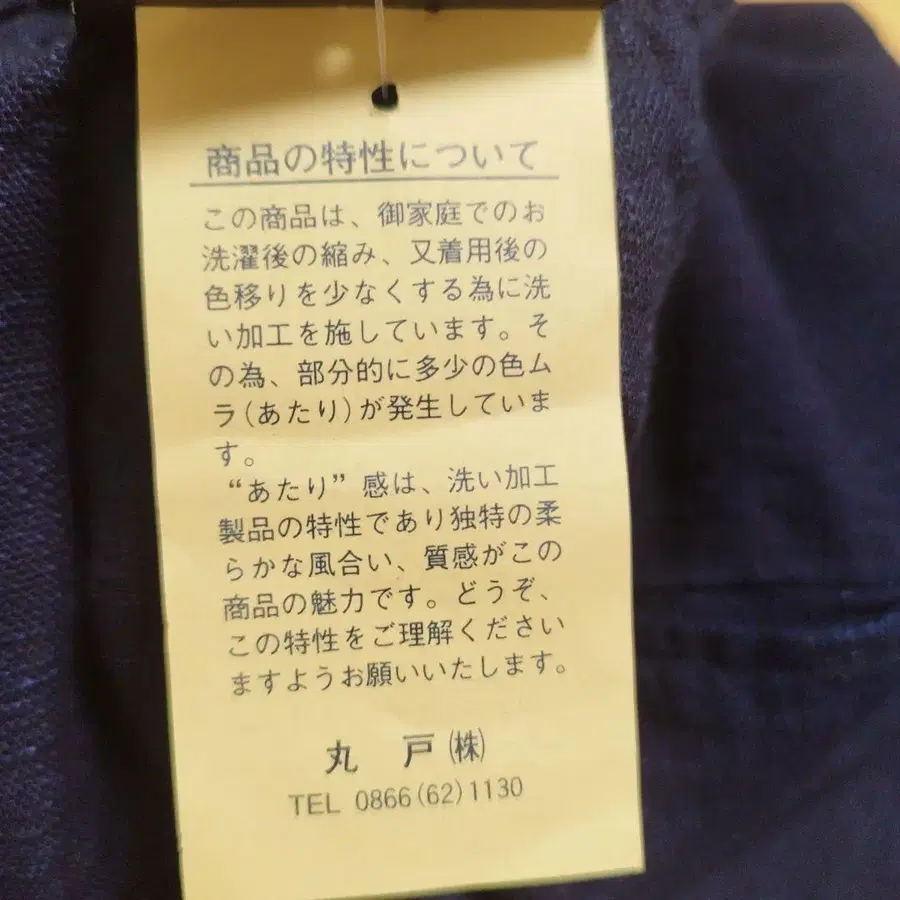 商品の特性について
この商品は、御家庭でのお
洗濯後の縮み、又着用後の
色移りを少なくする為に洗
い加工を施しています。そ
の為、部分的に多少の色ム
ラ(あたり)が発生していま
す。
“あたり”感は、洗い加工
製品の特性であり独特の柔
らかな風合い、質感がこの
商品の魅力です。どうぞ、
この特性をご理解ください
ますようお願いいたします。
丸 戸 ㈱
TEL 0866(62)1130